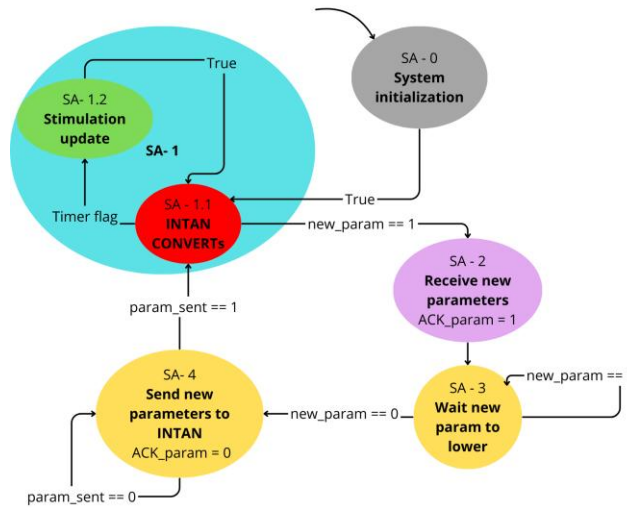 SA - 0
System
initialization
True
SA- 1.2
Stimulation
update
SA- 1
True
Timer flag
SA - 1.1
INTAN
CONVERTs
new_param == 1
SA - 2
Receive new
parameters
ACK_param = 1
param_sent == 1
SA - 4
Send new
parameters to
INTAN
ACK_param = 0
new_param == 0
SA - 3
Wait new
param to
lower
new_param ==
param_sent == 0